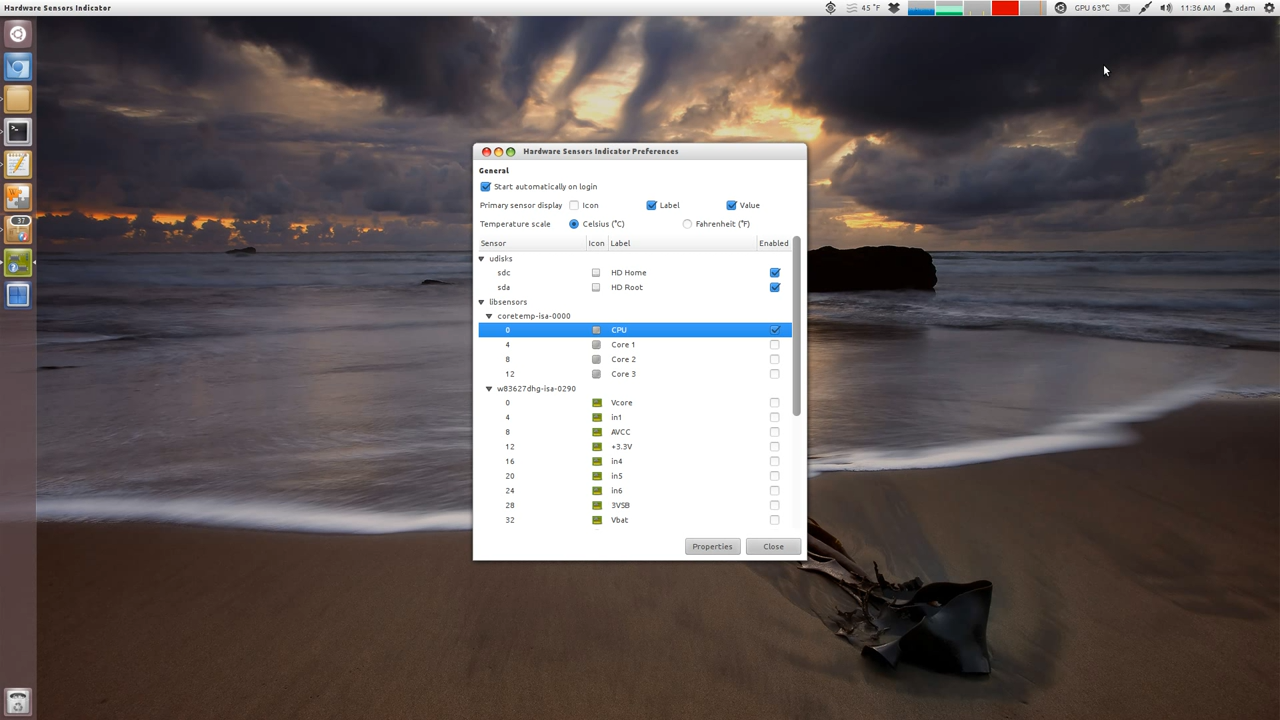 Hardware Sensors Indicator
45 °F
GPU 63°C
11:36 AM
adam
37
Hardware Sensors Indicator Preferences
General
Start automatically on login
Primary sensor display Icon Label Value
Temperature scale Celsius (°C) Fahrenheit (°F)
Sensor Icon Label Enabled
udisks
sdc HD Home
sda HD Root
libsensors
coretemp-isa-0000
0 CPU
4 Core 1
8 Core 2
12 Core 3
w83627dhg-isa-0290
0 Vcore
4 in1
8 AVCC
12 +3.3V
16 in4
20 in5
24 in6
28 3VSB
32 Vbat
Properties Close